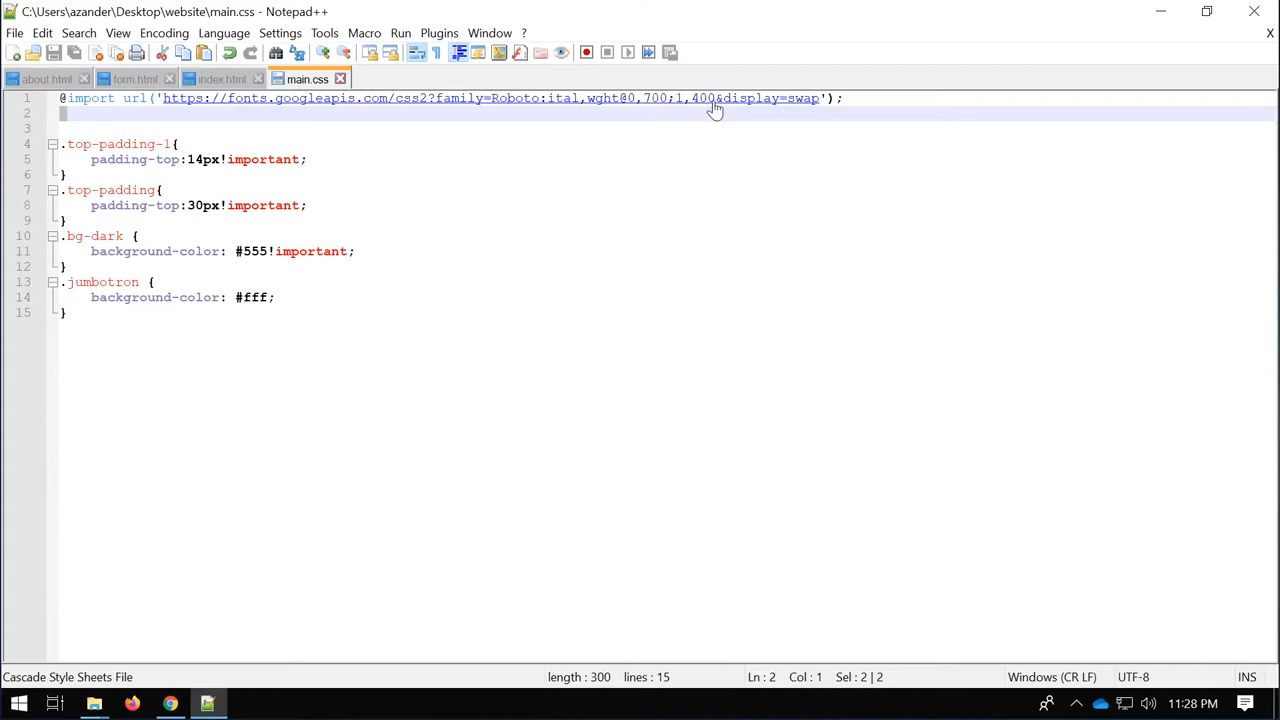 C:\Users\azander\Desktop\website\main.css - Notepad++
File Edit Search View Encoding Language Settings Tools Macro Run Plugins Window ? X
about.html form.html index.html main.css
1 @import url('https://fonts.googleapis.com/css2?family=Roboto:ital,wght@0,700;1,400&display=swap');
2
3
4 .top-padding-1{
5 padding-top:14px!important;
6 }
7 .top-padding{
8 padding-top:30px!important;
9 }
10 .bg-dark {
11 background-color: #555!important;
12 }
13 .jumbotron {
14 background-color: #fff;
15 }
Cascade Style Sheets File length : 300 lines : 15 Ln : 2 Col : 1 Sel : 2 | 2 Windows (CR LF) UTF-8 INS
11:28 PM